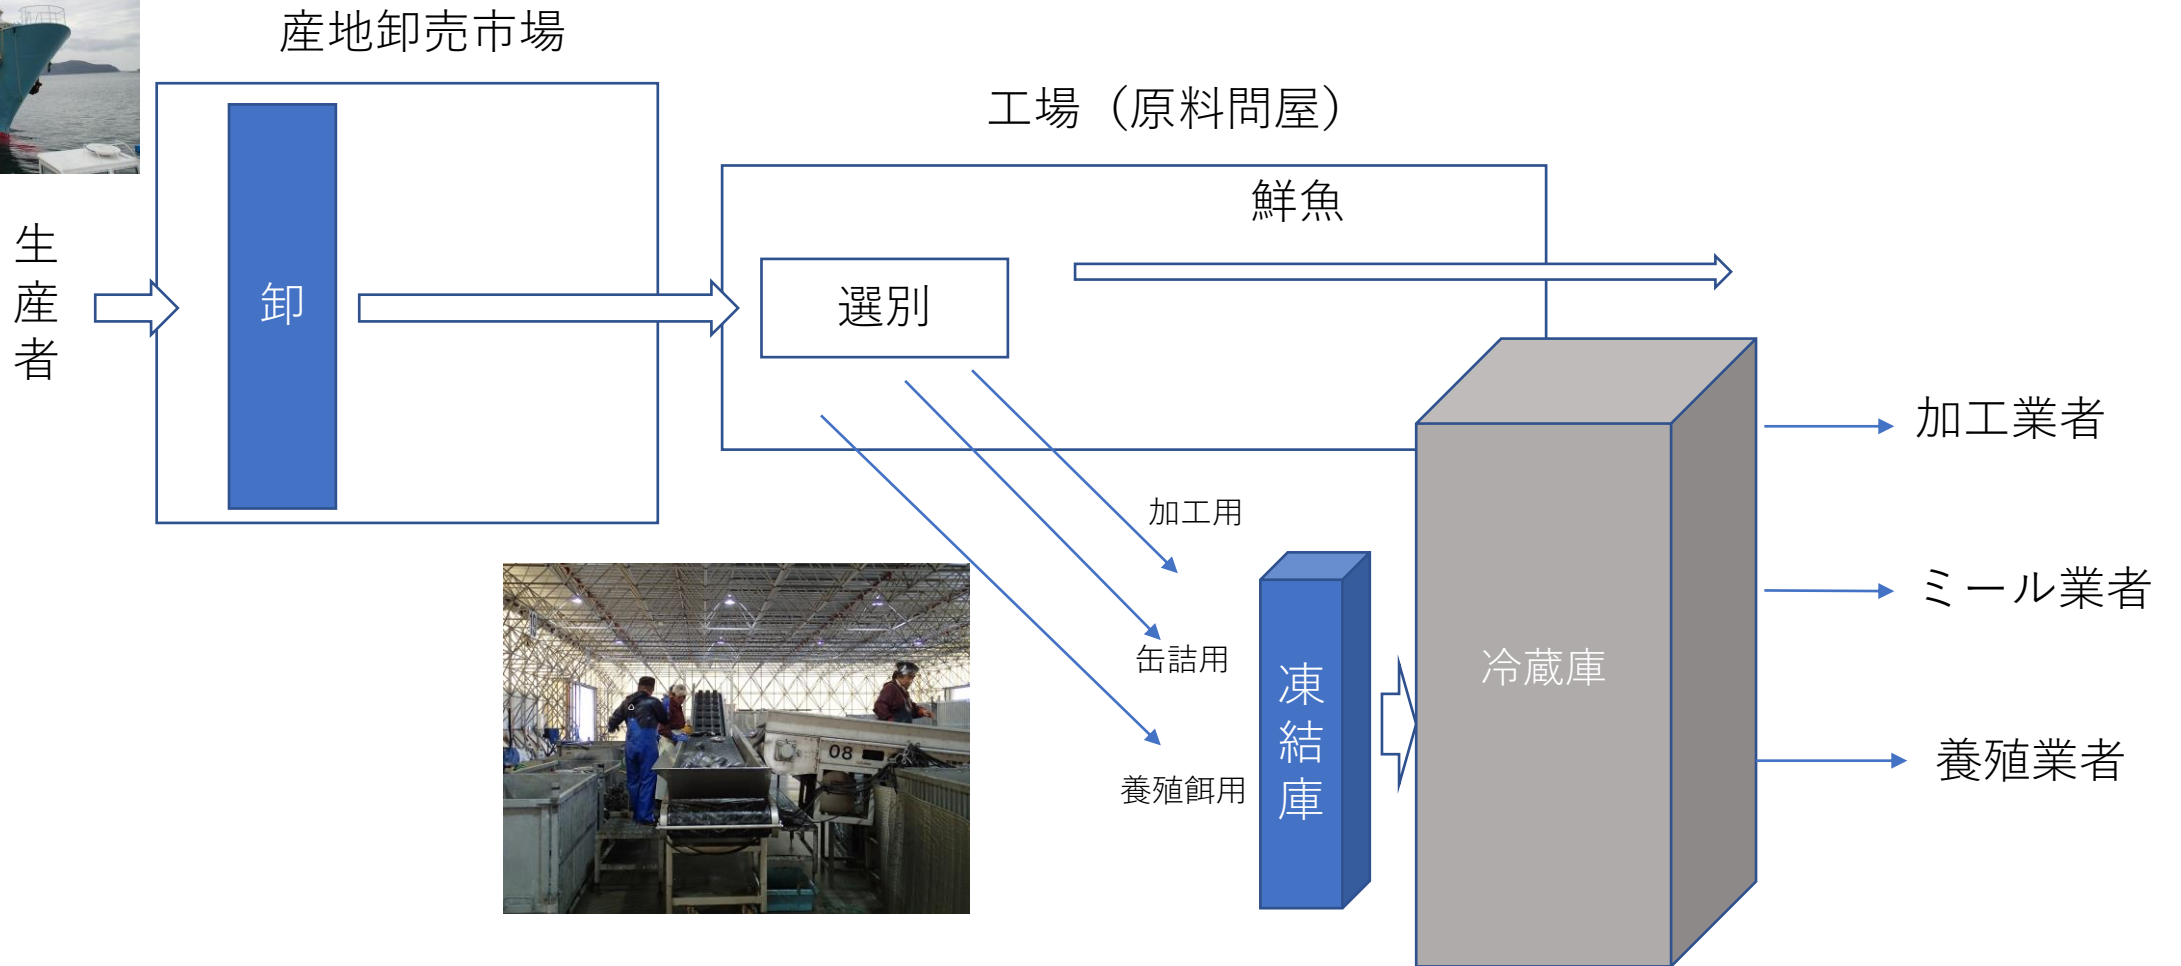 産地卸売市場
工場（原料問屋）
鮮魚
生産者
卸
選別
加工業者
加工用
ミール業者
缶詰用
冷蔵庫
凍結庫
養殖業者
養殖餌用
08